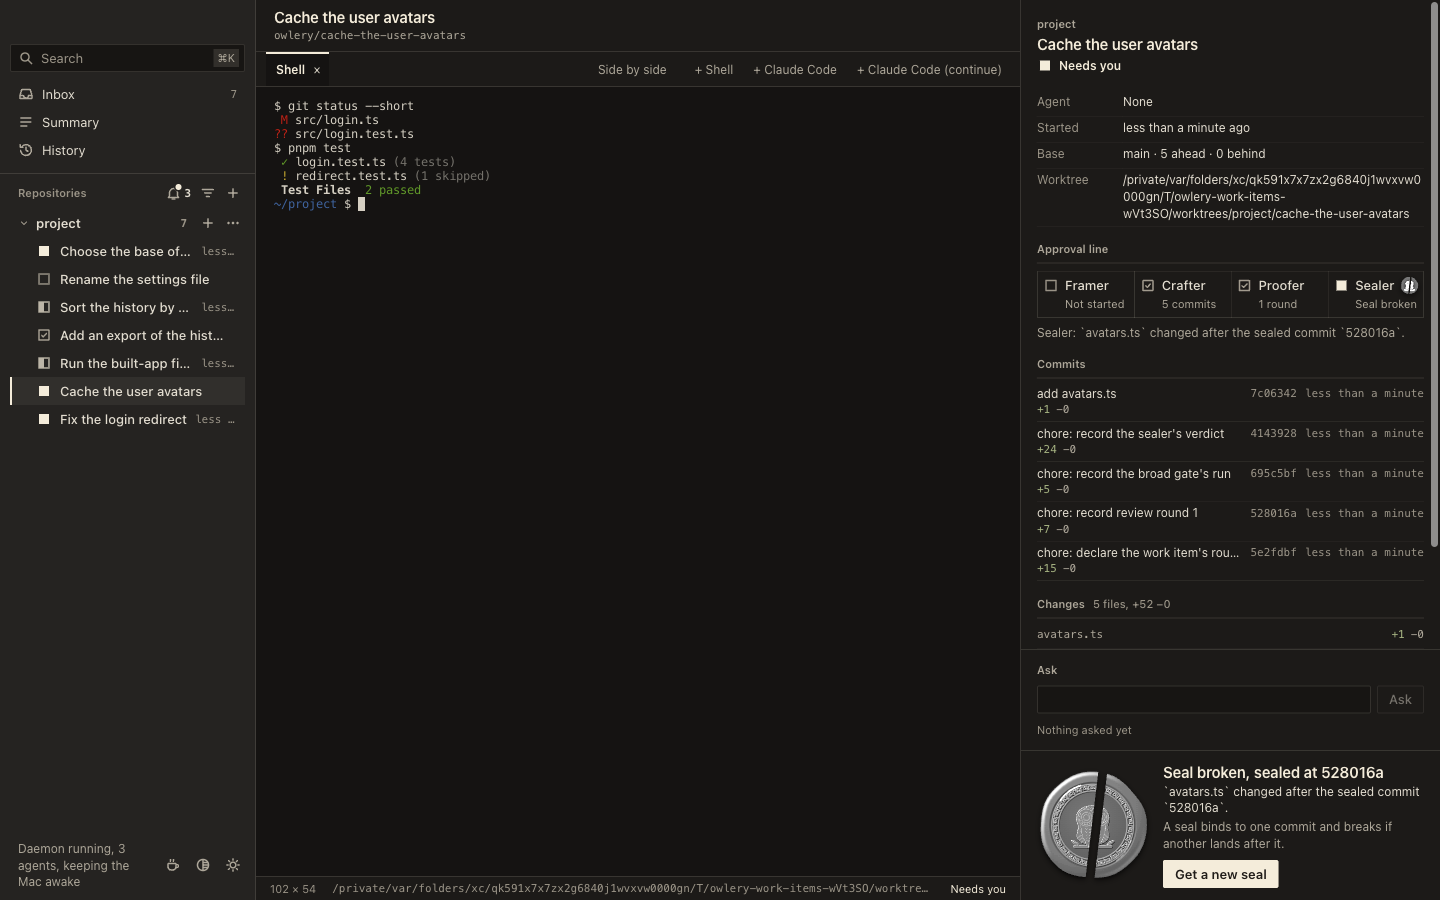 Search ⌘K
Inbox 7
Summary
History
Repositories 3
project 7
Choose the base of... less...
Rename the settings file
Sort the history by ... less...
Add an export of the hist...
Run the built-app fi... less...
Cache the user avatars
Fix the login redirect less ...
Daemon running, 3
agents, keeping the
Mac awake
Cache the user avatars
owlery/cache-the-user-avatars
Shell ×
Side by side + Shell + Claude Code + Claude Code (continue)
$ git status --short
M src/login.ts
?? src/login.test.ts
$ pnpm test
✓ login.test.ts (4 tests)
! redirect.test.ts (1 skipped)
Test Files 2 passed
~/project $
102 × 54 /private/var/folders/xc/qk591x7x7zx2g6840j1wvxvw0000gn/T/owlery-work-items-wVt3SO/worktre… Needs you
project
Cache the user avatars
Needs you
Agent None
Started less than a minute ago
Base main · 5 ahead · 0 behind
Worktree /private/var/folders/xc/qk591x7x7zx2g6840j1wvxvw0
000gn/T/owlery-work-items-
wVt3SO/worktrees/project/cache-the-user-avatars
Approval line
Framer Crafter Proofer Sealer
Not started 5 commits 1 round Seal broken
Sealer: `avatars.ts` changed after the sealed commit `528016a`.
Commits
add avatars.ts 7c06342 less than a minute
+1 −0
chore: record the sealer's verdict 4143928 less than a minute
+24 −0
chore: record the broad gate's run 695c5bf less than a minute
+5 −0
chore: record review round 1 528016a less than a minute
+7 −0
chore: declare the work item's rou... 5e2fdbf less than a minute
+15 −0
Changes 5 files, +52 −0
avatars.ts +1 −0
Ask
Ask
Nothing asked yet
Seal broken, sealed at 528016a
`avatars.ts` changed after the sealed commit
`528016a`.
A seal binds to one commit and breaks if
another lands after it.
Get a new seal